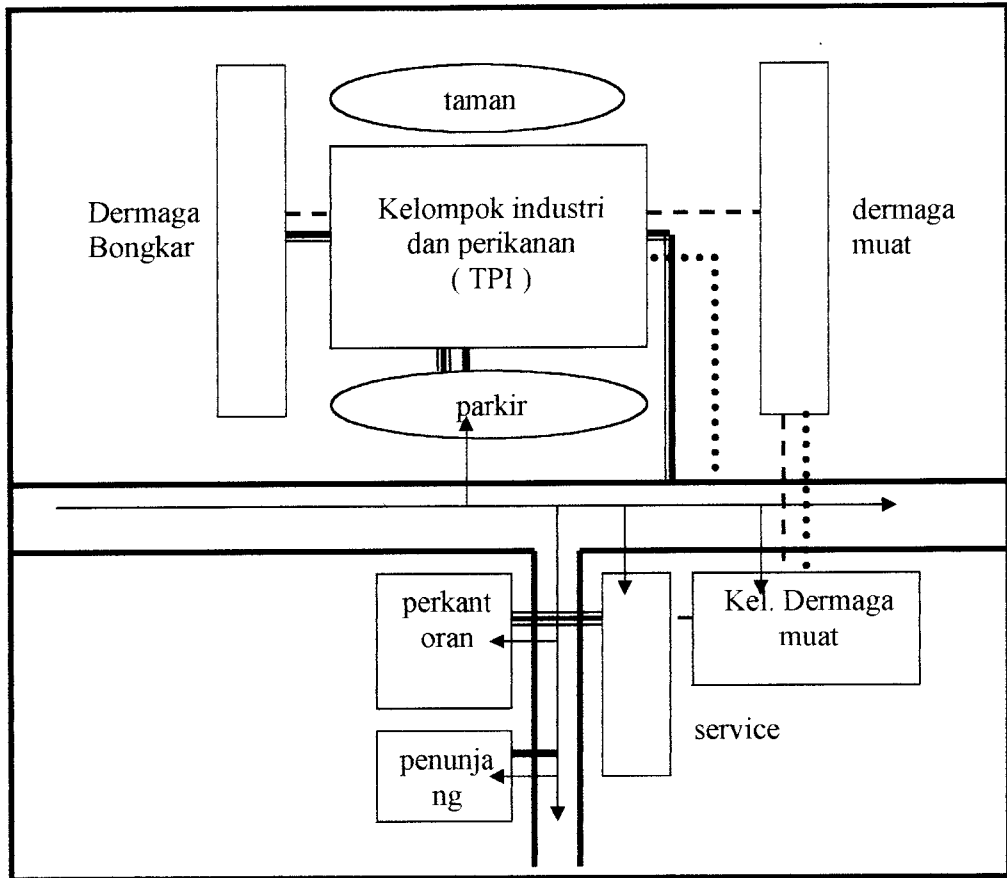 taman
Dermaga
Bongkar
Kelompok industri
dan perikanan
( TPI )
dermaga
muat
parkir
perkant
oran
Kel. Dermaga
muat
service
penunja
ng